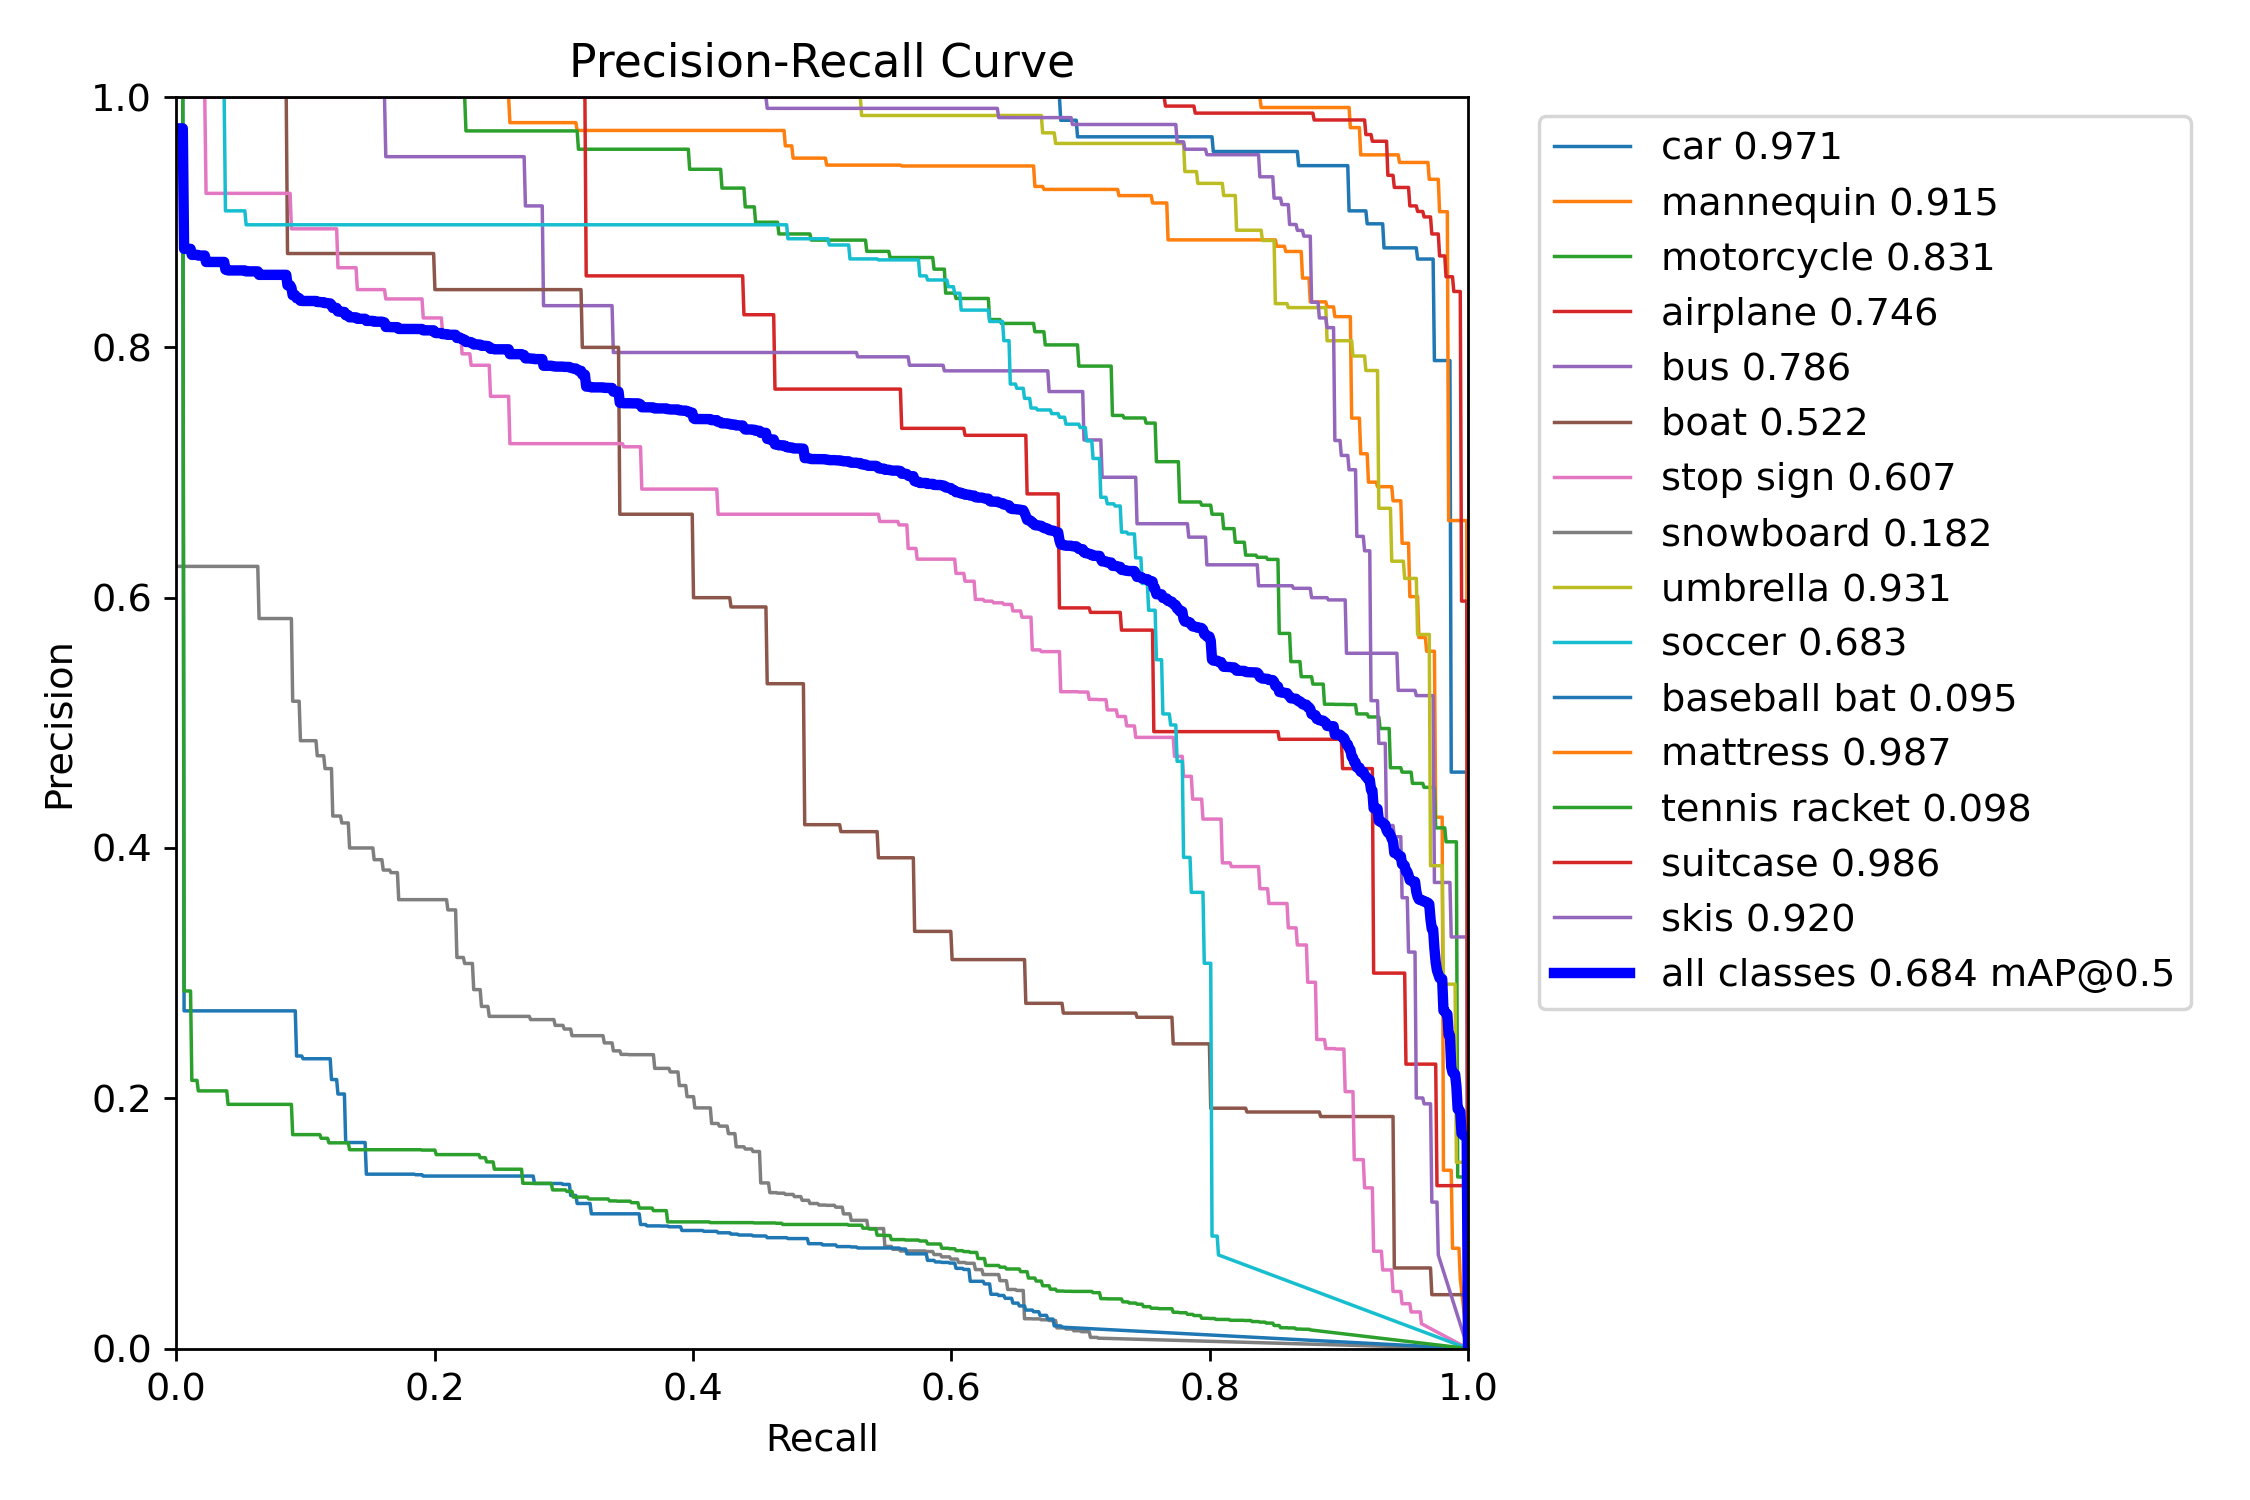 Precision-Recall Curve
1.0
0.8
0.6
0.4
0.2
0.0
Precision
0.0 0.2 0.4 0.6 0.8 1.0
Recall
car 0.971
mannequin 0.915
motorcycle 0.831
airplane 0.746
bus 0.786
boat 0.522
stop sign 0.607
snowboard 0.182
umbrella 0.931
soccer 0.683
baseball bat 0.095
mattress 0.987
tennis racket 0.098
suitcase 0.986
skis 0.920
all classes 0.684 mAP@0.5